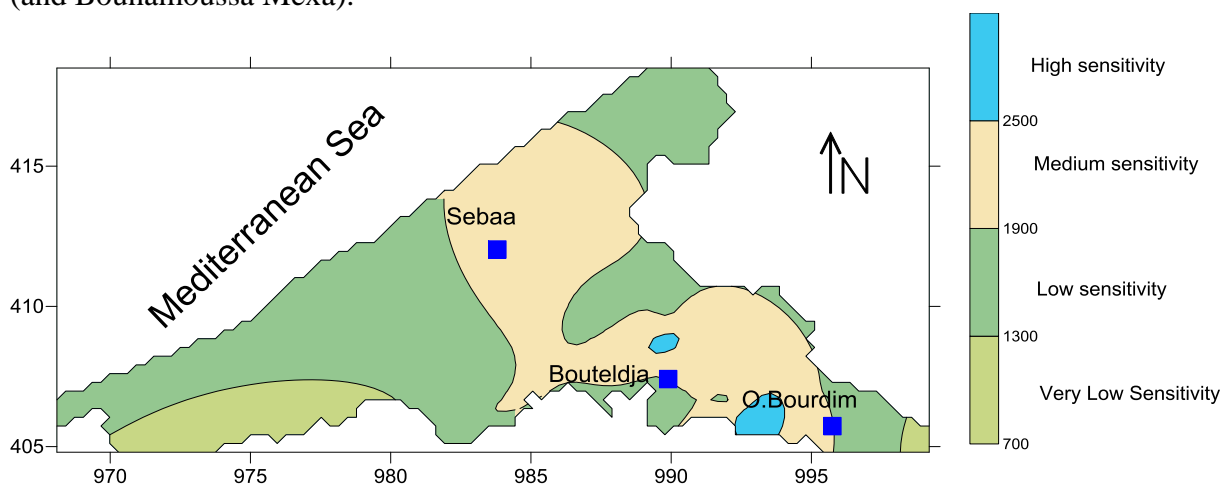 (and Bouhamoussa Mexa).
Mediterranean Sea
N
Sebaa
Bouteldja
O.Bourdim
415
410
405
970 975 980 985 990 995
High sensitivity
2500
Medium sensitivity
1900
Low sensitivity
1300
Very Low Sensitivity
700